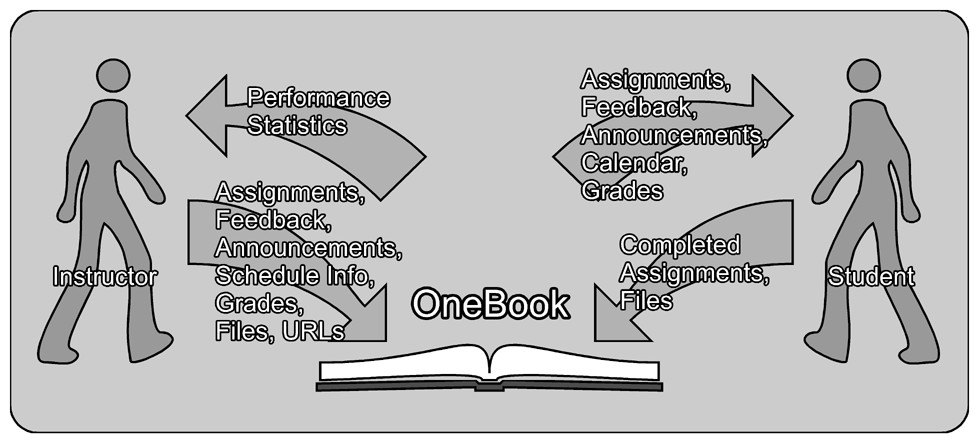 Performance
Statistics
Assignments,
Feedback,
Announcements,
Calendar,
Grades
Assignments,
Feedback,
Announcements,
Schedule Info,
Grades,
Files, URLs
Completed
Assignments,
Files
Instructor
Student
OneBook